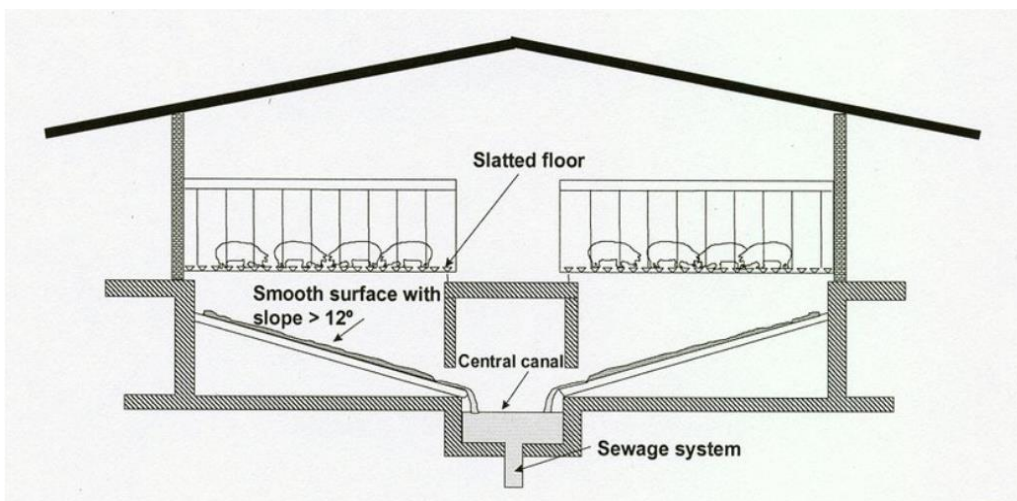 Slatted floor
Smooth surface with
slope > 12º
Central canal
Sewage system